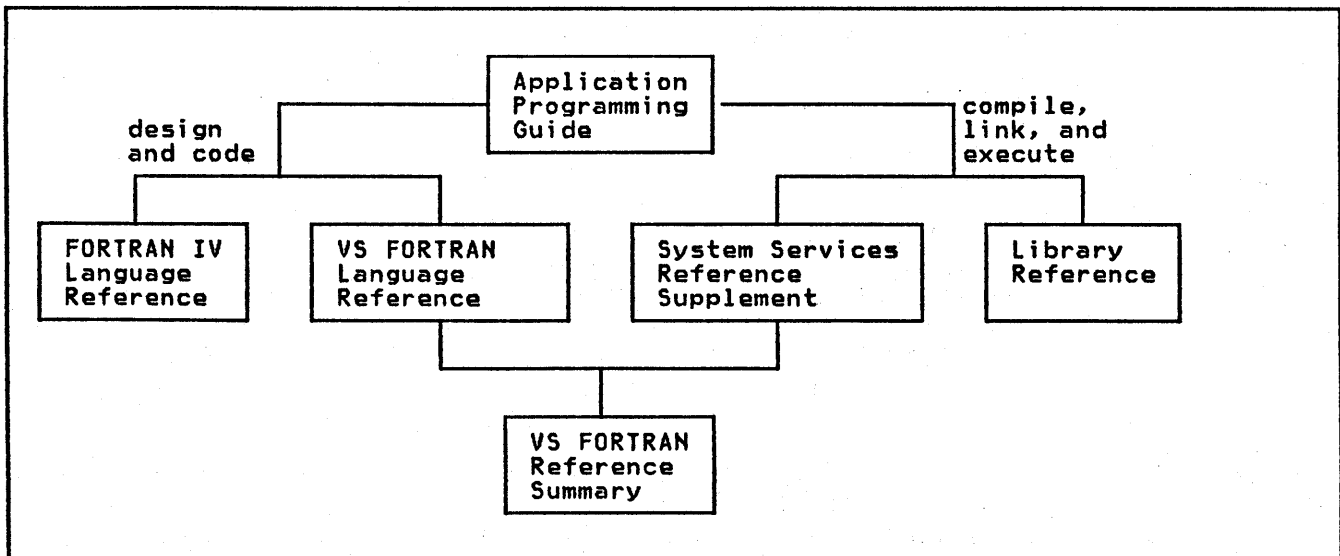 Application
Programming
Guide
design
and code
compile,
link, and
execute
FORTRAN IV
Language
Reference
VS FORTRAN
Language
Reference
System Services
Reference
Supplement
Library
Reference
VS FORTRAN
Reference
Summary